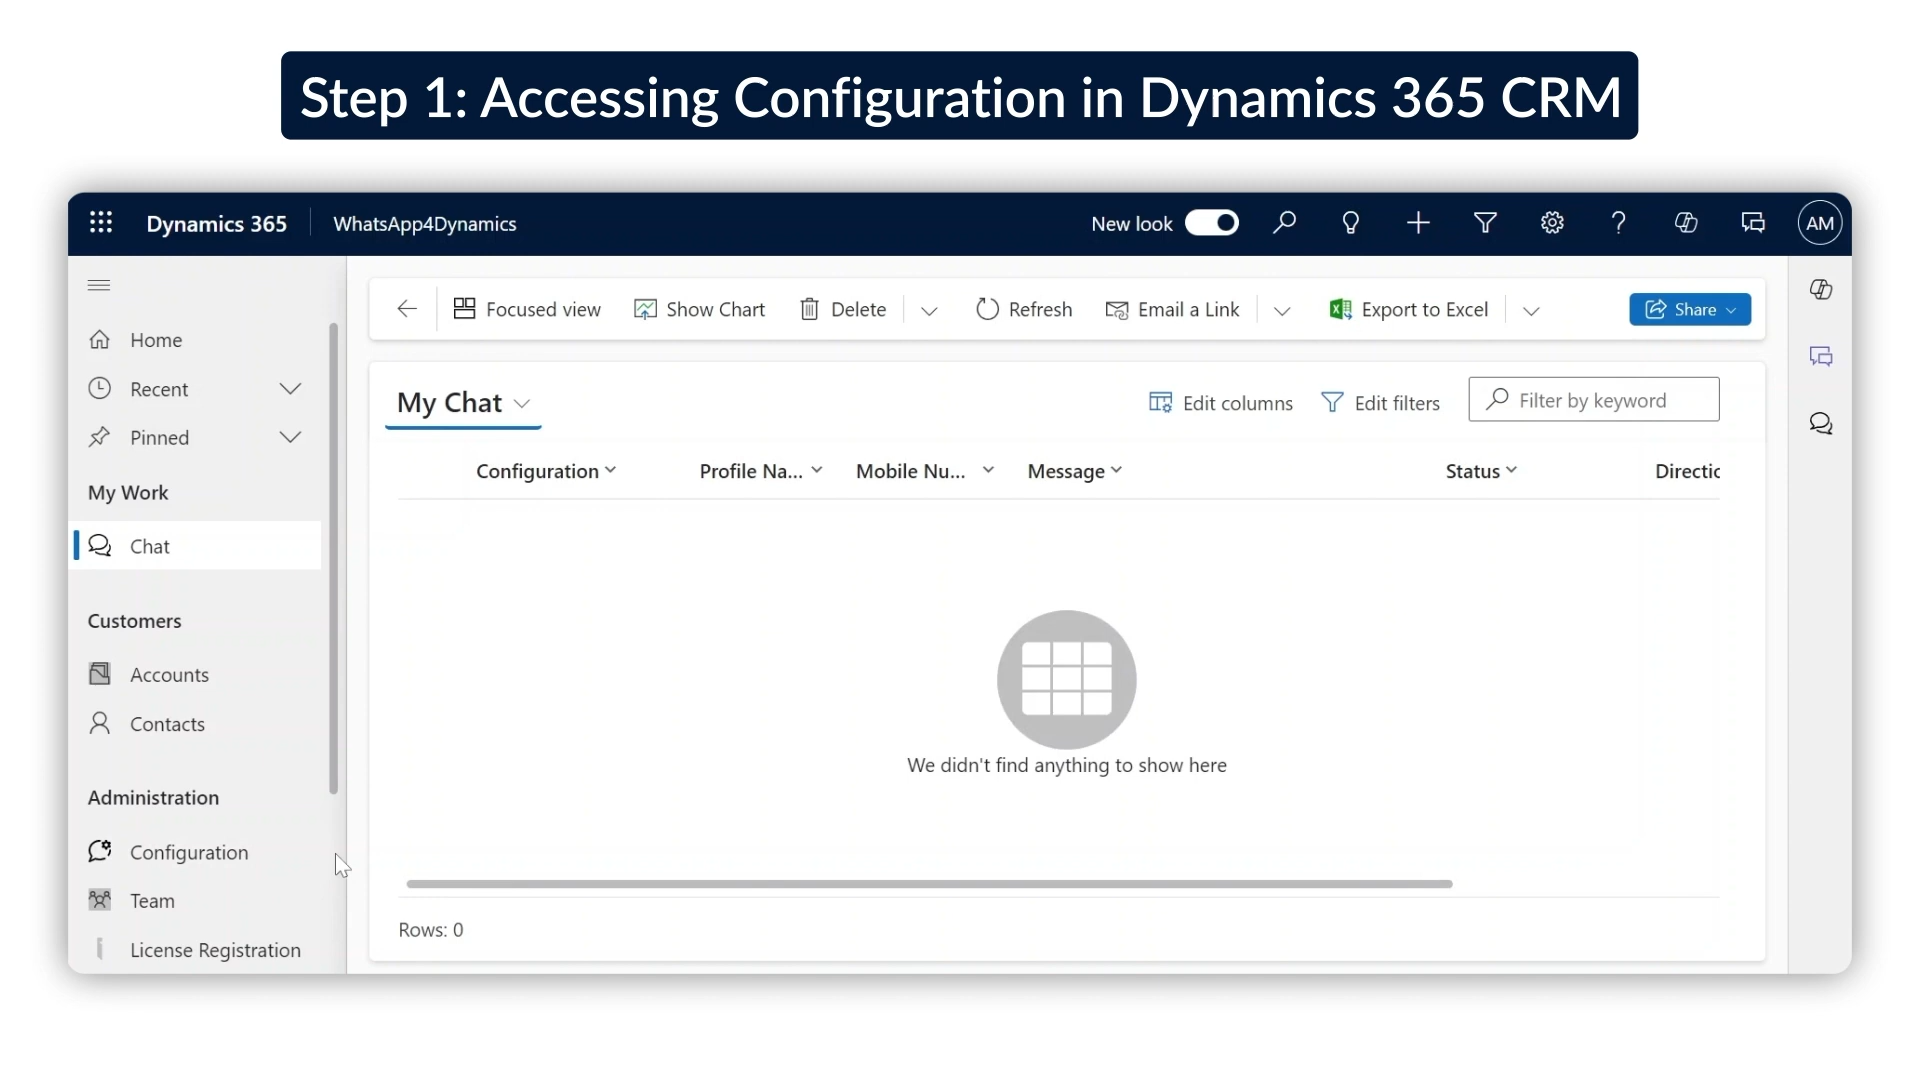 Step 1: Accessing Configuration in Dynamics 365 CRM
Dynamics 365
WhatsApp4Dynamics
New look
AM
Home
Recent
Pinned
My Work
Chat
Customers
Accounts
Contacts
Administration
Configuration
Team
License Registration
Focused view
Show Chart
Delete
Refresh
Email a Link
Export to Excel
Share
My Chat
Edit columns
Edit filters
Filter by keyword
Configuration
Profile Na...
Mobile Nu...
Message
Status
Directic
We didn't find anything to show here
Rows: 0